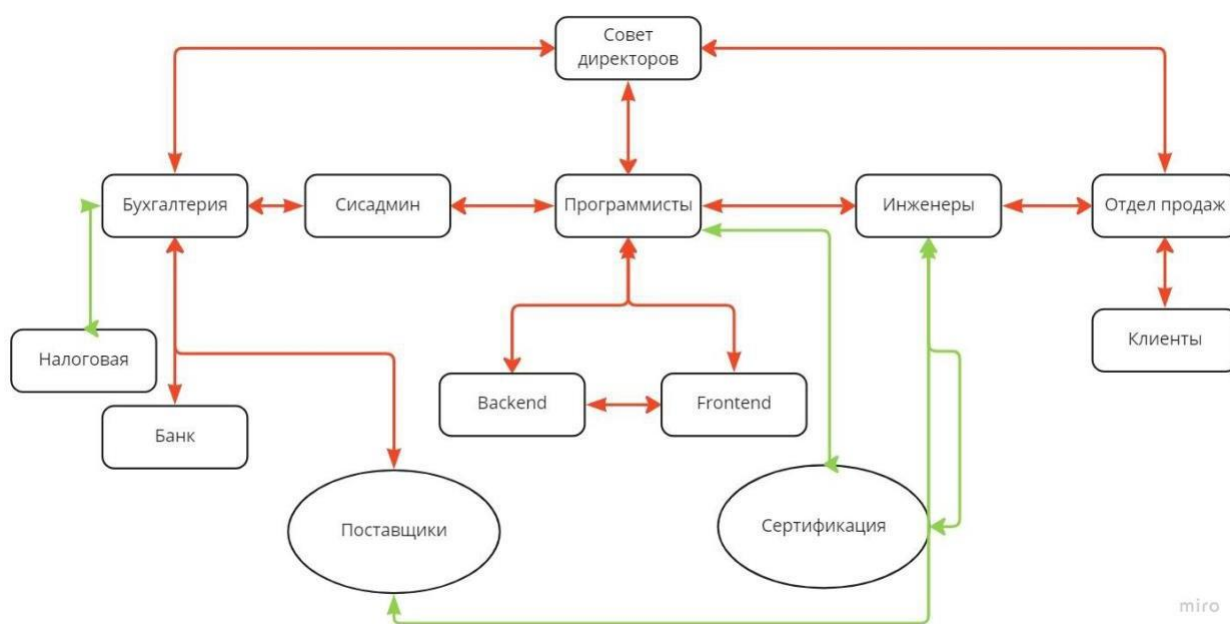 Совет
директоров
Бухгалтерия
Сисадмин
Программисты
Инженеры
Отдел продаж
Налоговая
Клиенты
Банк
Backend
Frontend
Поставщики
Сертификация
miro